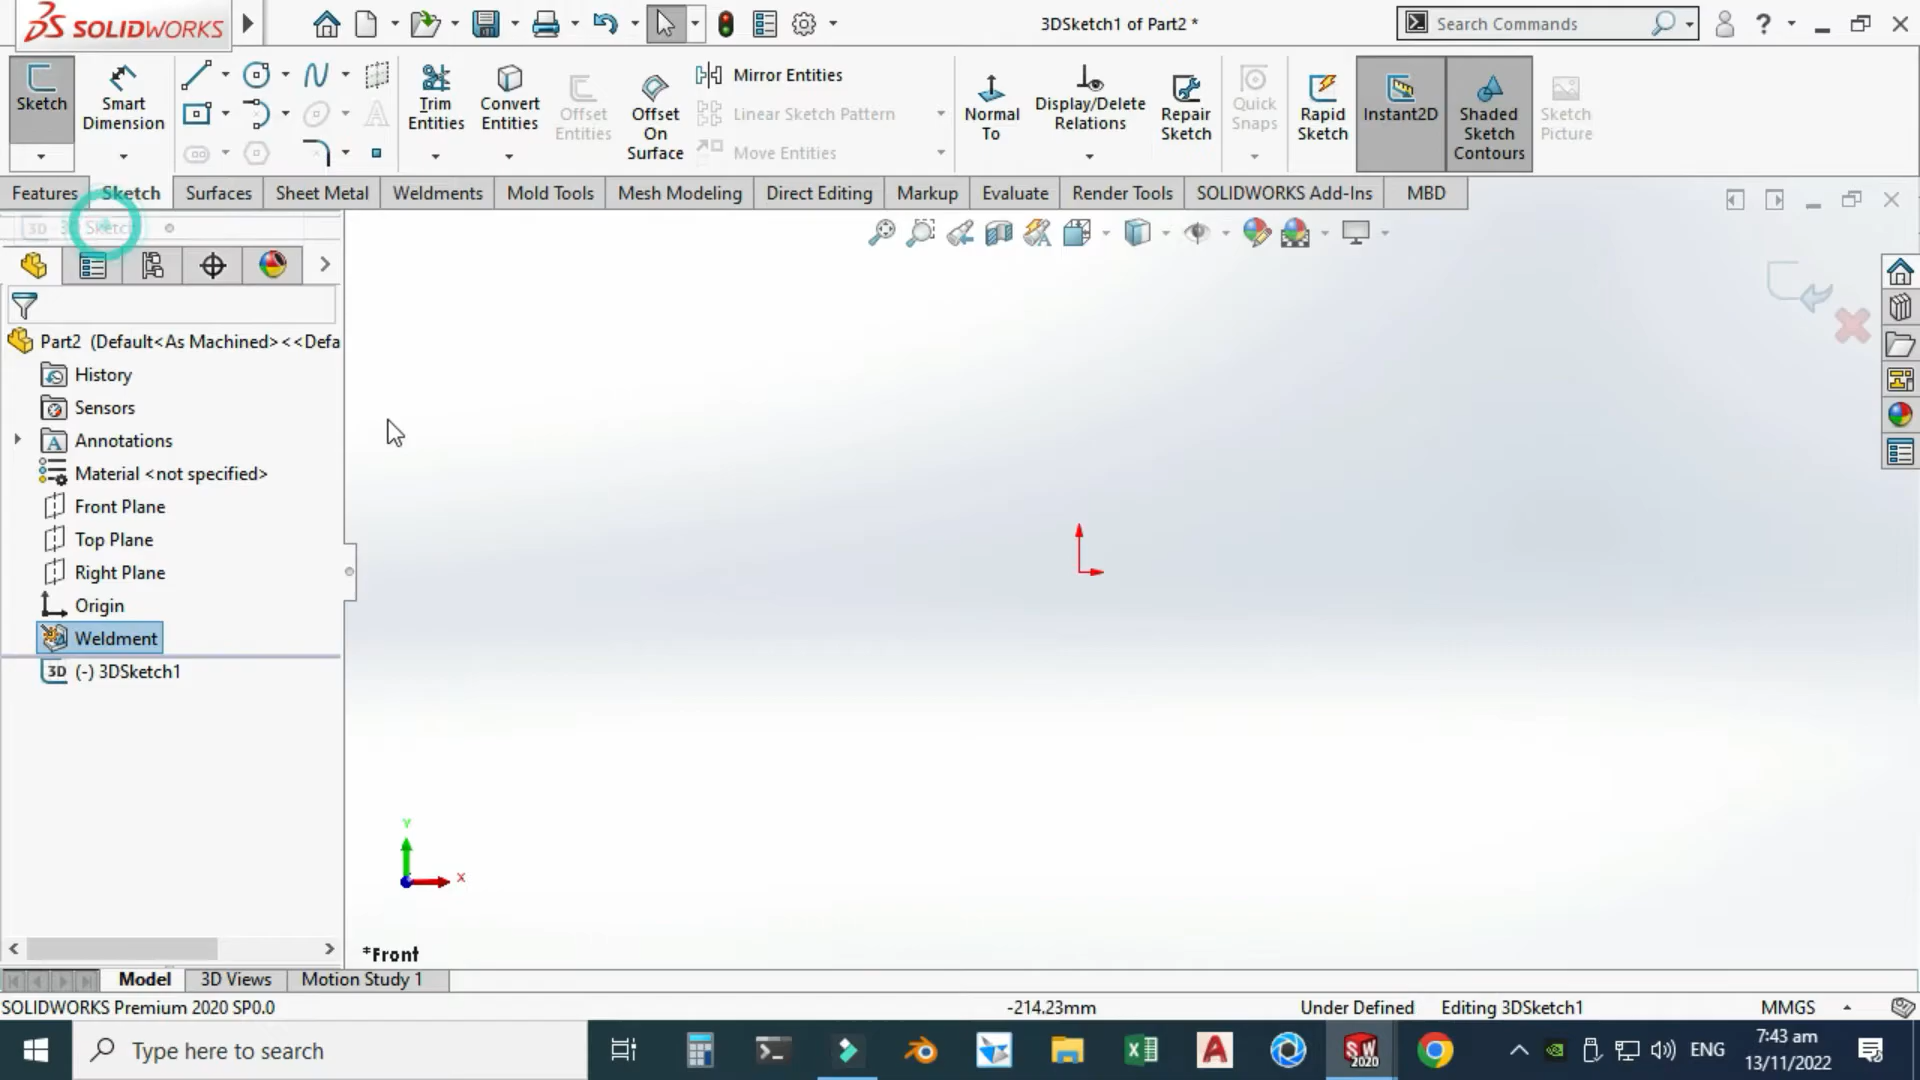 SOLIDWORKS
3DSketch1 of Part2 *
Search Commands
Sketch
Smart Dimension
Trim Entities
Convert Entities
Offset Entities
Offset On Surface
Mirror Entities
Linear Sketch Pattern
Move Entities
Normal To
Display/Delete Relations
Repair Sketch
Quick Snaps
Rapid Sketch
Instant2D
Shaded Sketch Contours
Sketch Picture
Features
Sketch
Surfaces
Sheet Metal
Weldments
Mold Tools
Mesh Modeling
Direct Editing
Markup
Evaluate
Render Tools
SOLIDWORKS Add-Ins
MBD
3D Sketch
Part2 (Default<As Machined><<Defa
History
Sensors
Annotations
Material <not specified>
Front Plane
Top Plane
Right Plane
Origin
Weldment
3D (-) 3DSketch1
Y
X
*Front
Model
3D Views
Motion Study 1
SOLIDWORKS Premium 2020 SP0.0
-214.23mm
Under Defined
Editing 3DSketch1
MMGS
Type here to search
SW 2020
ENG
7:43 am
13/11/2022